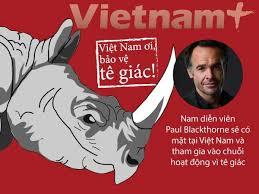 Vietnam+
Việt Nam ơi,
bảo vệ
tê giác!
Nam diễn viên
Paul Blackthorne sẽ có
mặt tại Việt Nam và
tham gia vào chuỗi
hoạt động vì tê giác